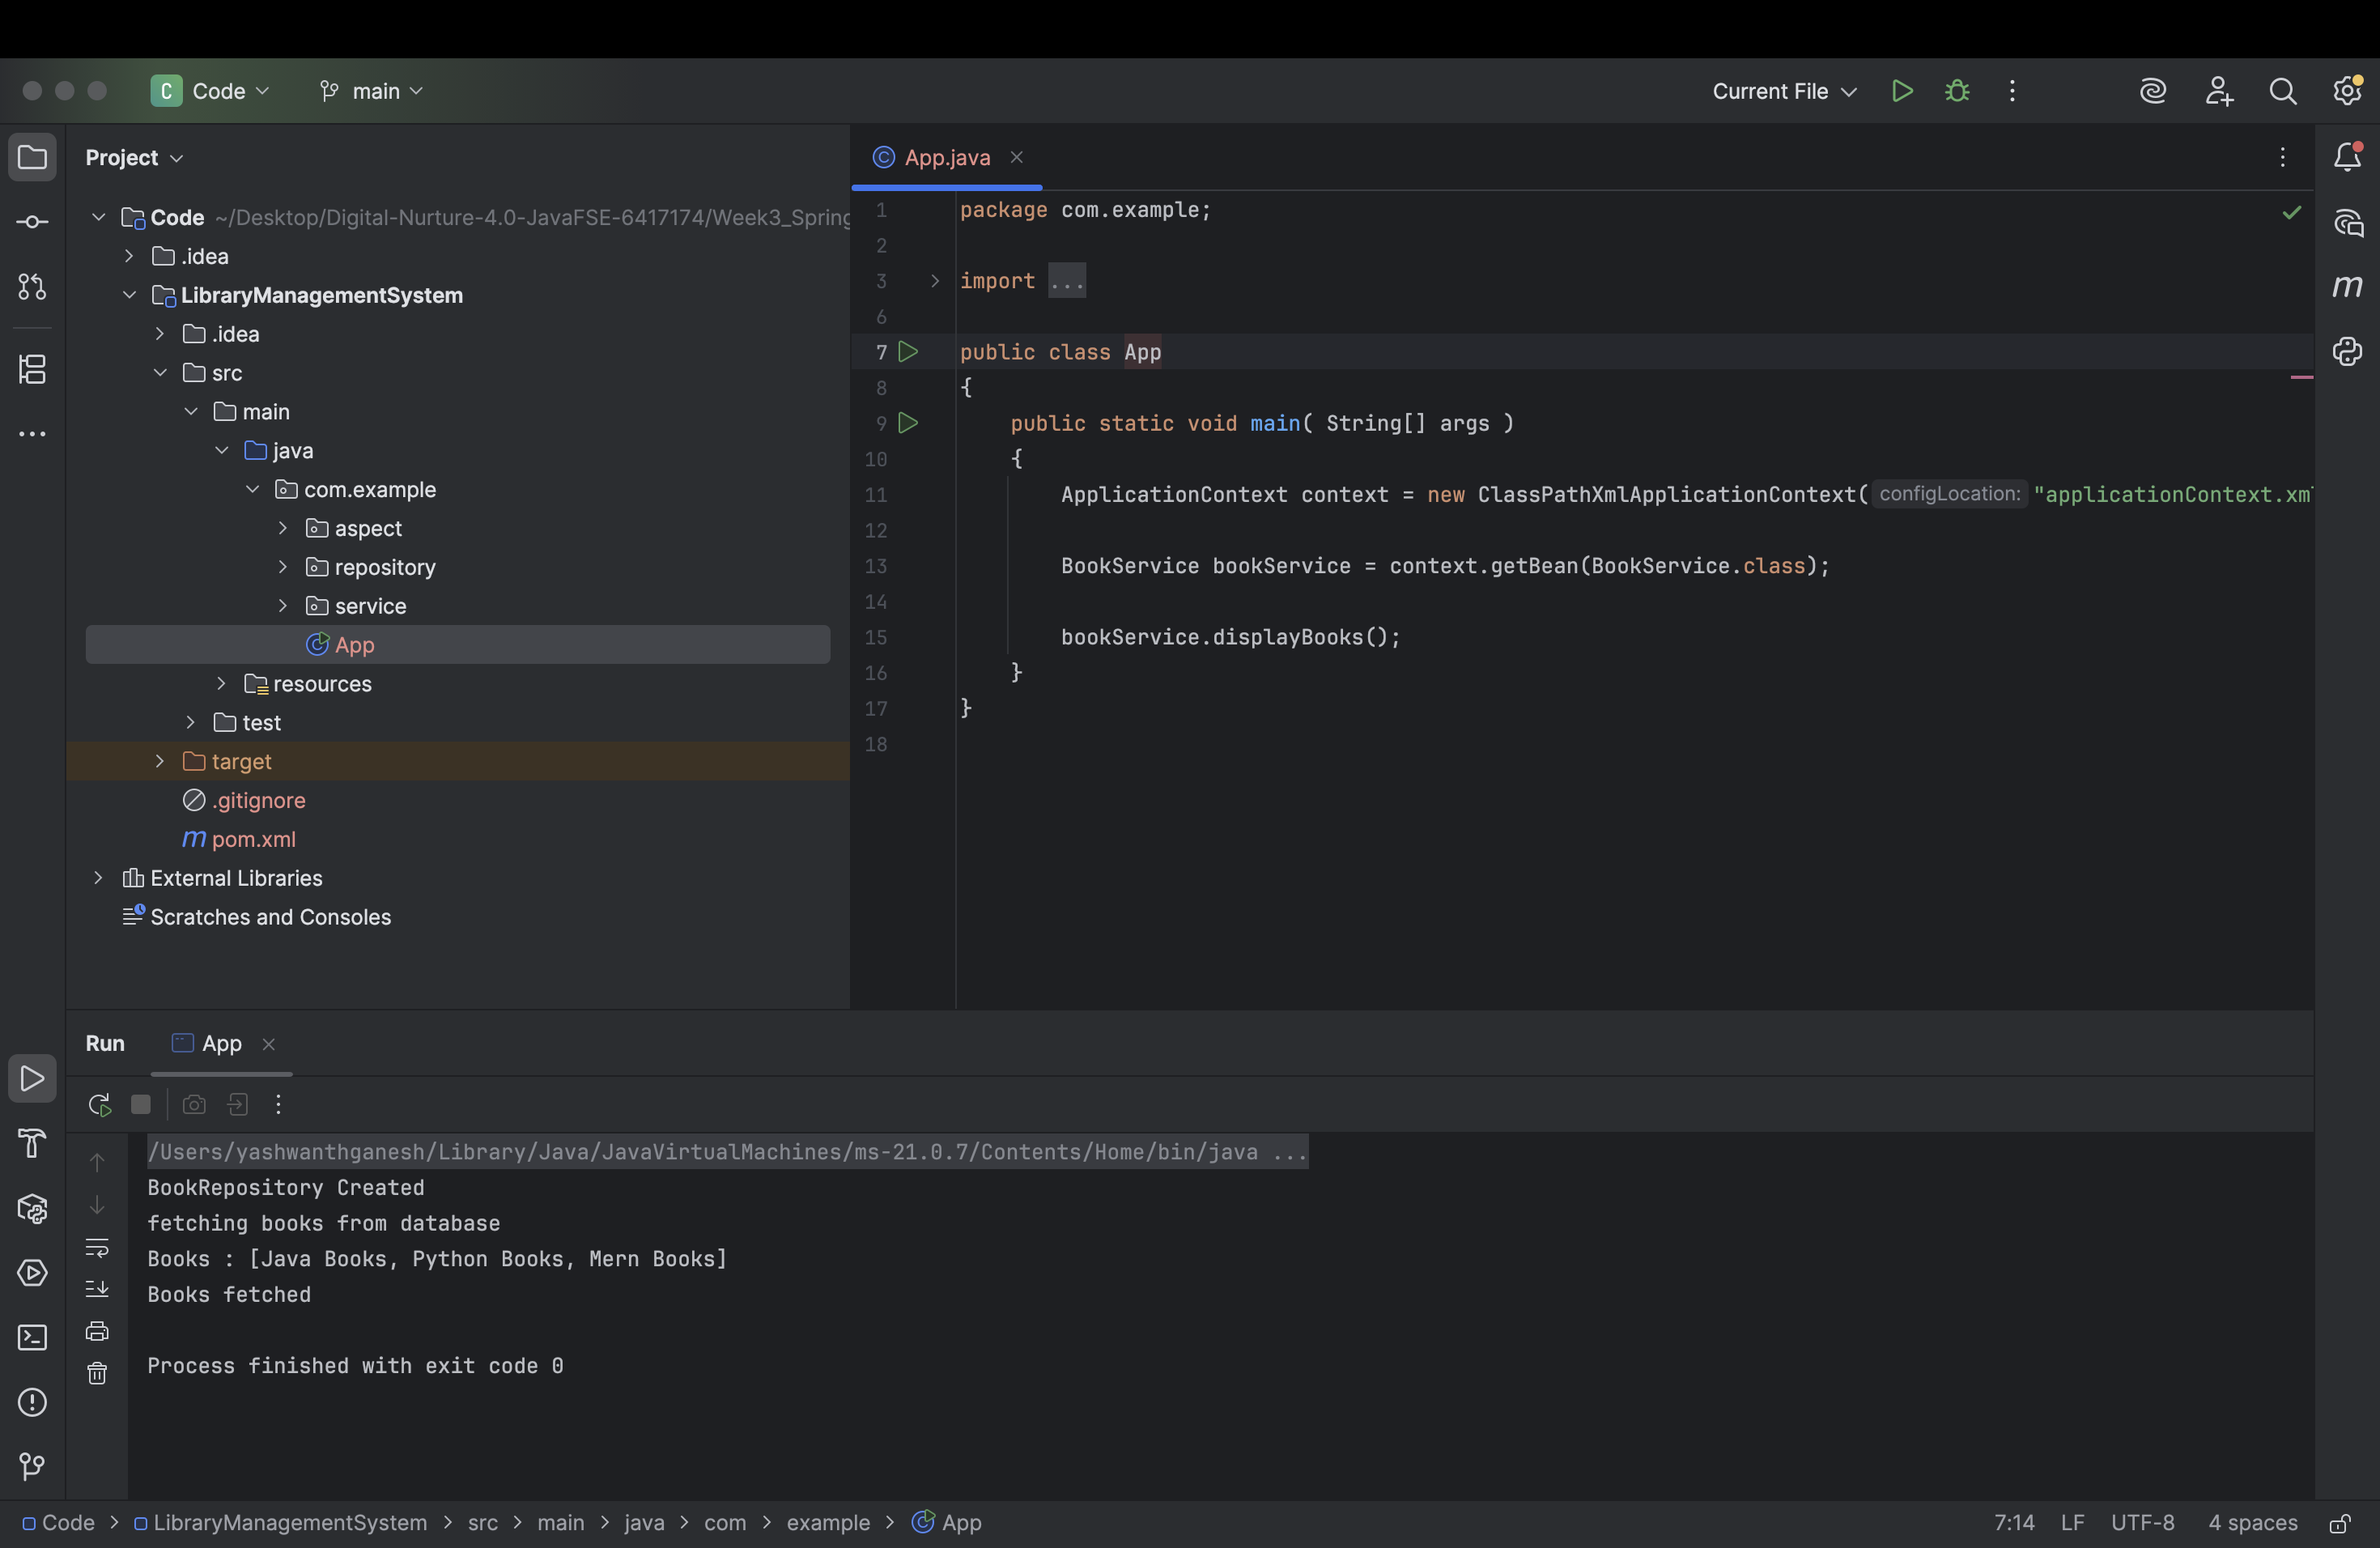 C Code main Current File
Project
Code ~/Desktop/Digital-Nurture-4.0-JavaFSE-6417174/Week3_Spring
.idea
LibraryManagementSystem
.idea
src
main
java
com.example
aspect
repository
service
App
resources
test
target
.gitignore
m pom.xml
External Libraries
Scratches and Consoles
App.java
1 package com.example;
2
3 import ...
6
7 public class App
8 {
9 public static void main( String[] args )
10 {
11 ApplicationContext context = new ClassPathXmlApplicationContext( configLocation: "applicationContext.xm
12
13 BookService bookService = context.getBean(BookService.class);
14
15 bookService.displayBooks();
16 }
17 }
18
m
Run App
/Users/yashwanthganesh/Library/Java/JavaVirtualMachines/ms-21.0.7/Contents/Home/bin/java ...
BookRepository Created
fetching books from database
Books : [Java Books, Python Books, Mern Books]
Books fetched
Process finished with exit code 0
Code > LibraryManagementSystem > src > main > java > com > example > App 7:14 LF UTF-8 4 spaces